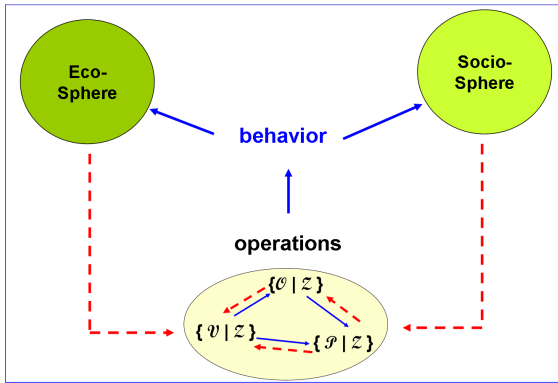 Eco-
Sphere
Socio-
Sphere
behavior
operations
{𝒪 | 𝒵}
{ 𝒱 | 𝒵}
{ 𝒫 | 𝒵}